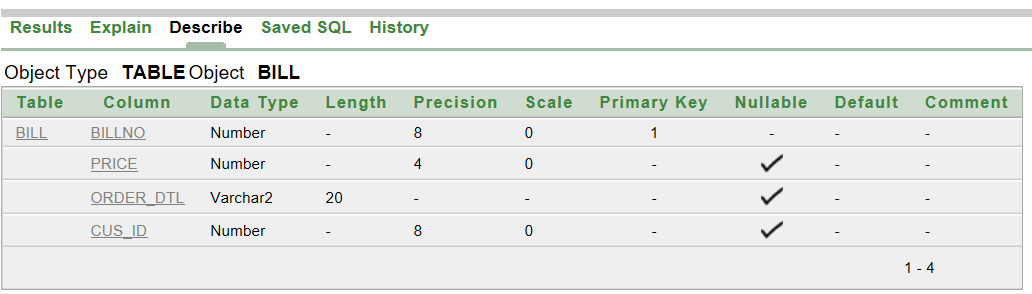 Results Explain Describe Saved SQL History
Object Type TABLE Object BILL
Table Column Data Type Length Precision Scale Primary Key Nullable Default Comment
BILL BILLNO Number - 8 0 1 - - -
PRICE Number - 4 0 - ✓ - -
ORDER_DTL Varchar2 20 - - - ✓ - -
CUS_ID Number - 8 0 - ✓ - -
1 - 4